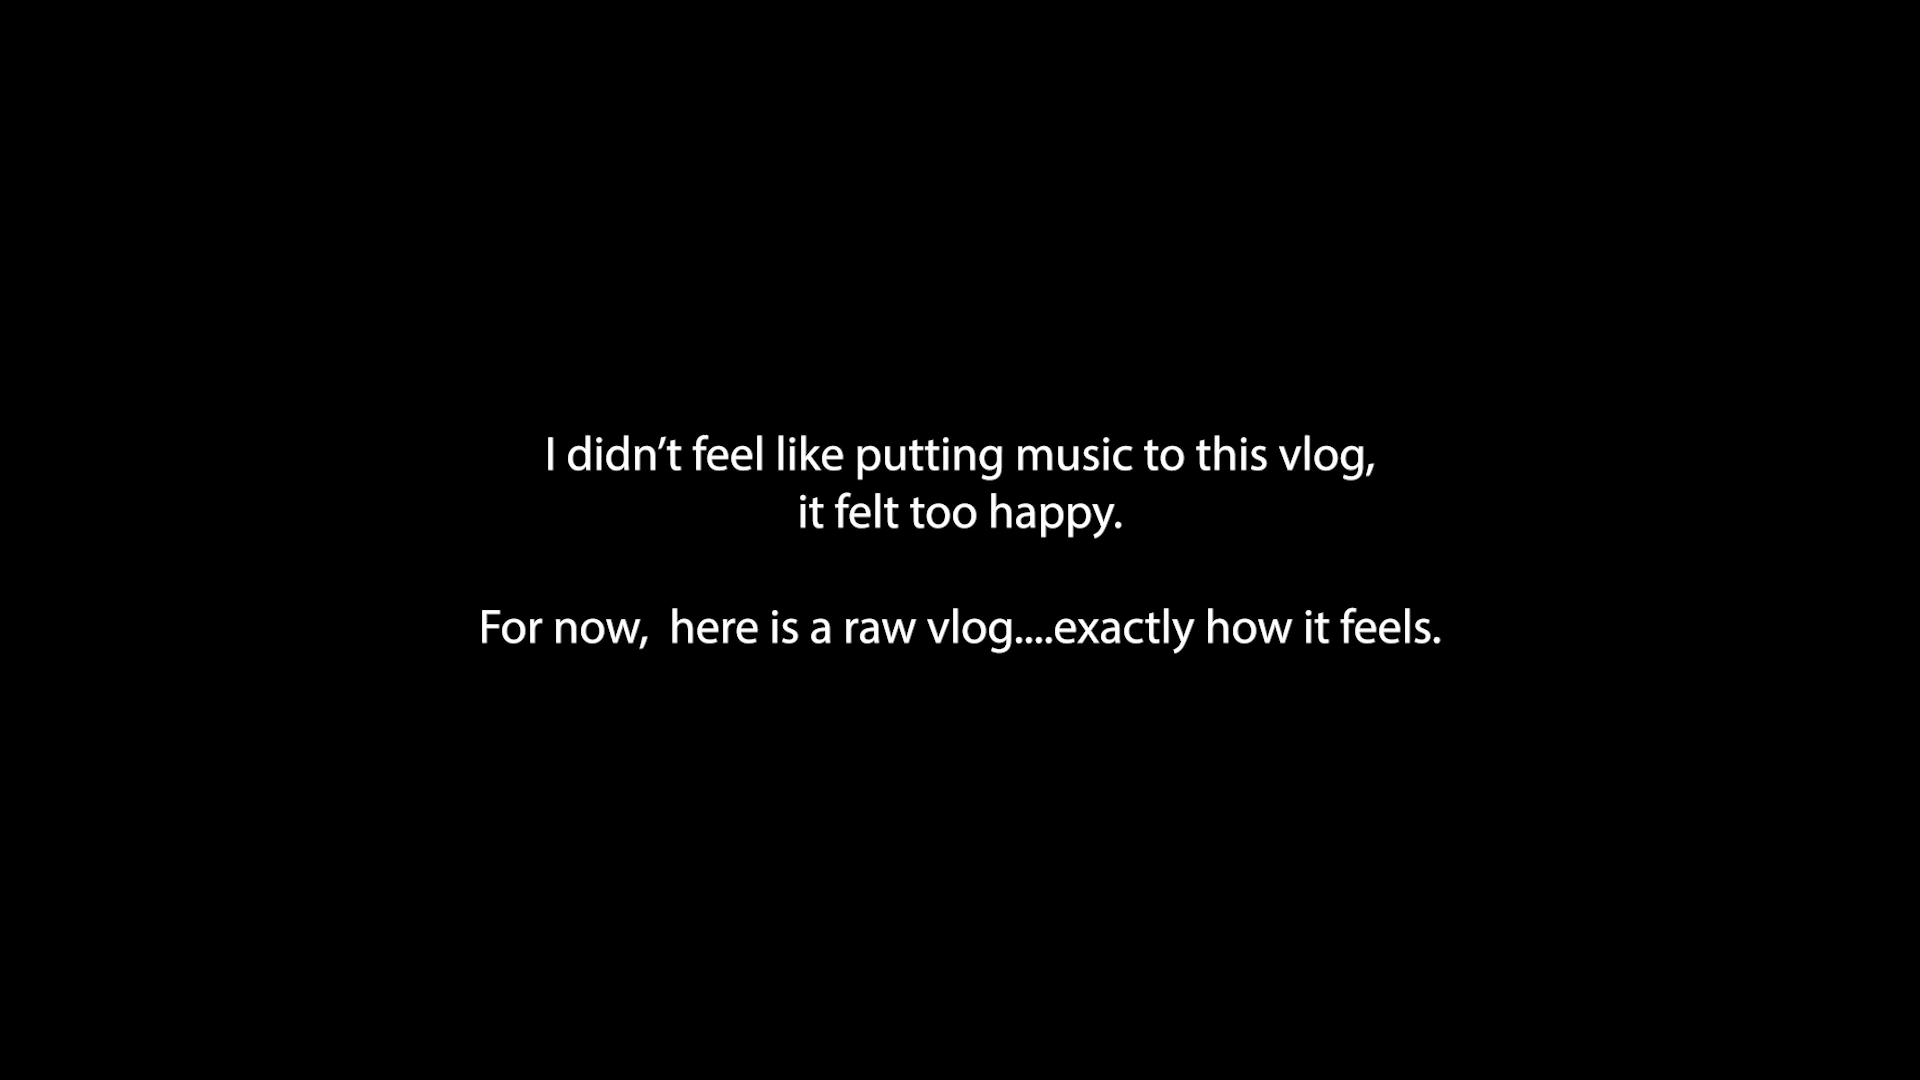 I didn’t feel like putting music to this vlog,
it felt too happy.
For now,  here is a raw vlog....exactly how it feels.